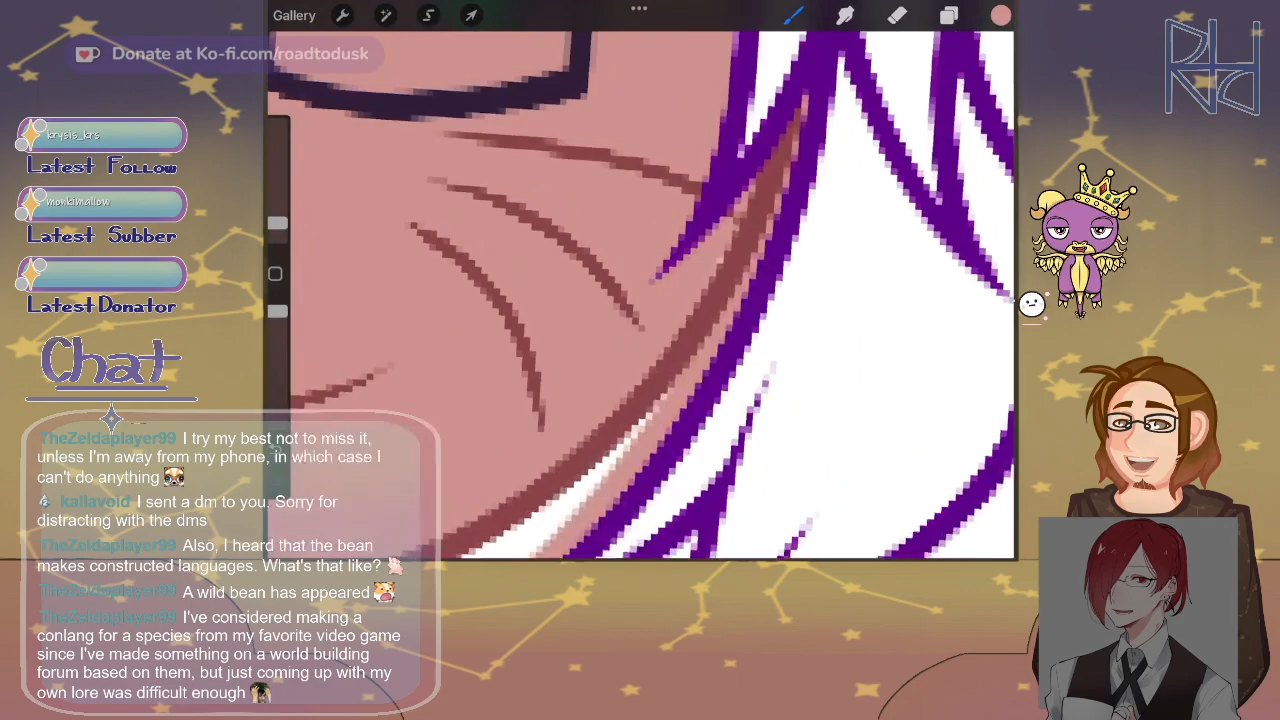 Gallery
Donate at Ko-fi.com/roadtodusk
RtD
krysis_krs
Latest Follow
monkimallow
Latest Subber
Latest Donator
Chat
TheZeldaplayer99 I try my best not to miss it,
unless I'm away from my phone, in which case I
can't do anything
kallavoid I sent a dm to you. Sorry for
distracting with the dms
TheZeldaplayer99 Also, I heard that the bean
makes constructed languages. What's that like?
TheZeldaplayer99 A wild bean has appeared
TheZeldaplayer99 I've considered making a
conlang for a species from my favorite video game
since I've made something on a world building
forum based on them, but just coming up with my
own lore was difficult enough